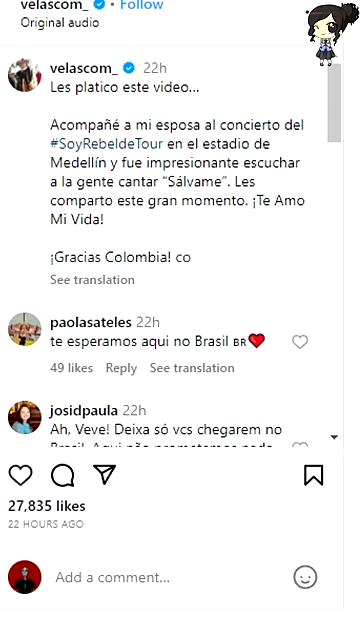 velascom_ • Follow
Original audio
velascom_ 22h
Les platico este video...
Acompañé a mi esposa al concierto del
#SoyRebeldeTour en el estadio de
Medellín y fue impresionante escuchar
a la gente cantar “Sálvame”. Les
comparto este gran momento. ¡Te Amo
Mi Vida!
¡Gracias Colombia! co
See translation
paolasateles 22h
te esperamos aqui no Brasil BR❤️
49 likes Reply See translation
josidpaula 22h
Ah, Veve! Deixa só vcs chegarem no
Brasil. Aqui não prometemos nada
27,835 likes
22 HOURS AGO
Add a comment...